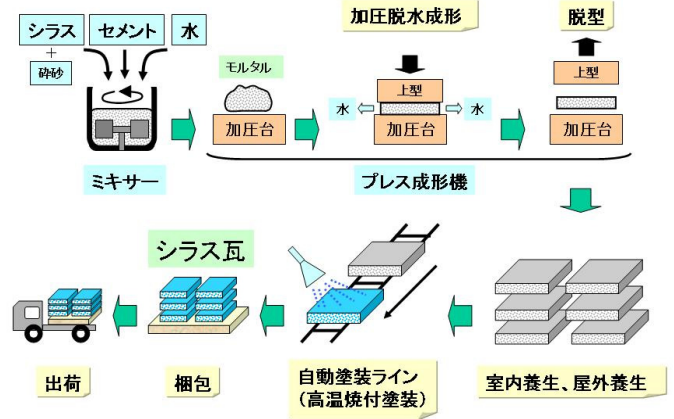 シラス
セメント
水
+
砕砂
ミキサー
モルタル
加圧台
加圧脱水成形
上型
水
水
加圧台
脱型
上型
加圧台
プレス成形機
室内養生、屋外養生
自動塗装ライン
(高温焼付塗装)
シラス瓦
梱包
出荷